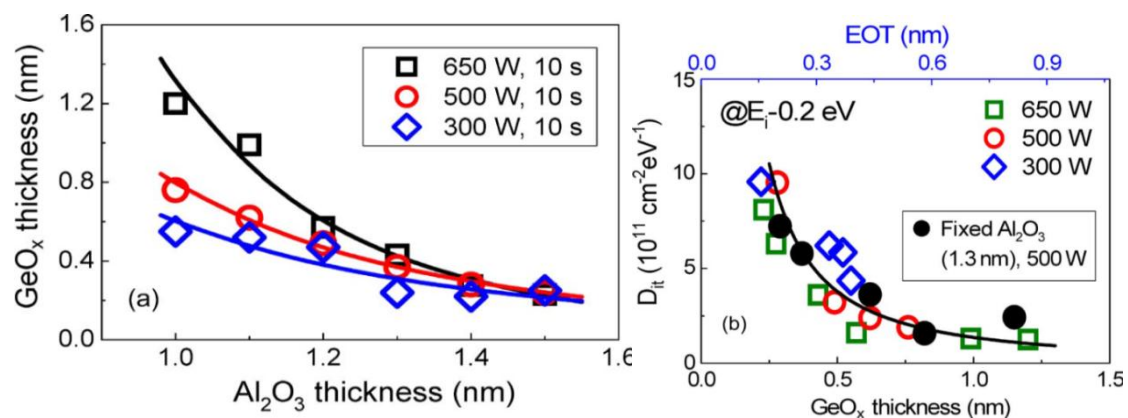 1.6
1.2
0.8
0.4
0.0
GeOₓ thickness (nm)
650 W, 10 s
500 W, 10 s
300 W, 10 s
(a)
1.0
1.2
1.4
1.6
Al₂O₃ thickness (nm)
EOT (nm)
0.0
0.3
0.6
0.9
15
10
5
0
Dᵢₜ (10¹¹ cm⁻²eV⁻¹)
@Eᵢ-0.2 eV
650 W
500 W
300 W
Fixed Al₂O₃
(1.3 nm), 500 W
(b)
0.0
0.5
1.0
1.5
GeOₓ thickness (nm)